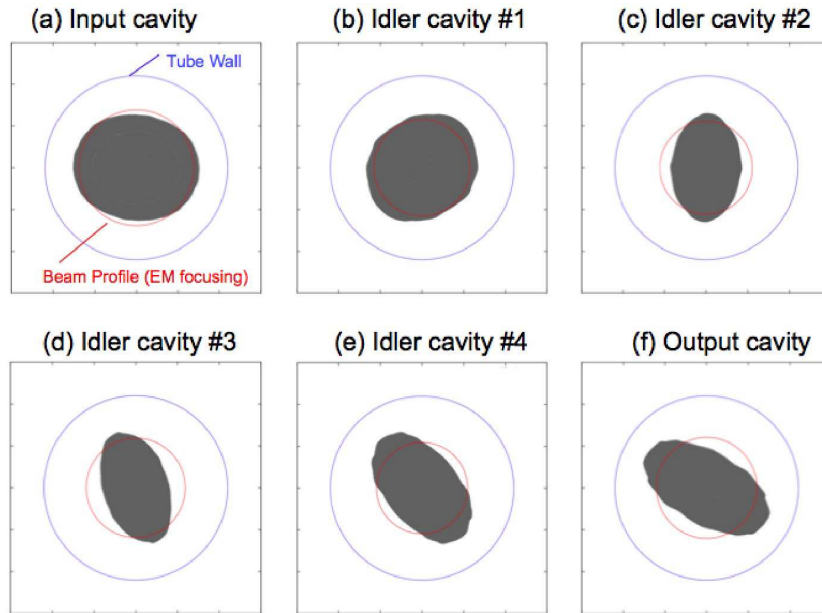 (a) Input cavity
(b) Idler cavity #1
(c) Idler cavity #2
Tube Wall
Beam Profile (EM focusing)
(d) Idler cavity #3
(e) Idler cavity #4
(f) Output cavity